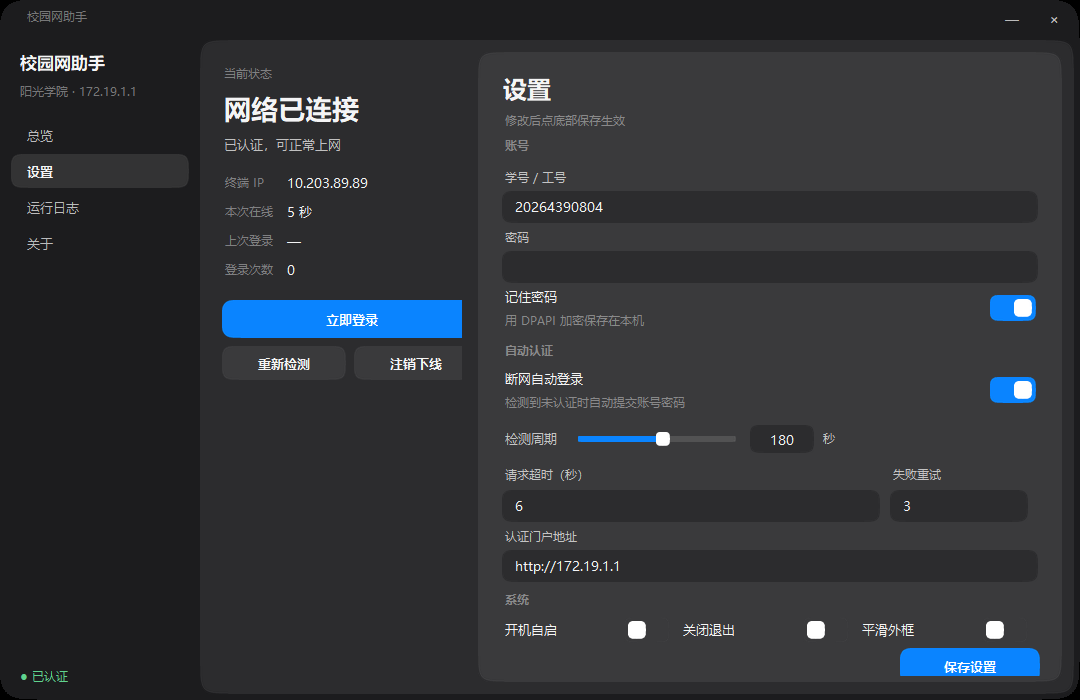 校园网助手
— ×
校园网助手
阳光学院 · 172.19.1.1
总览
设置
运行日志
关于
● 已认证
当前状态
网络已连接
已认证，可正常上网
终端 IP 10.203.89.89
本次在线 5 秒
上次登录 —
登录次数 0
立即登录
重新检测 注销下线
设置
修改后点底部保存生效
账号
学号 / 工号
20264390804
密码
记住密码
用 DPAPI 加密保存在本机
自动认证
断网自动登录
检测到未认证时自动提交账号密码
检测周期 180 秒
请求超时（秒） 失败重试
6 3
认证门户地址
http://172.19.1.1
系统
开机自启 关闭退出 平滑外框
保存设置